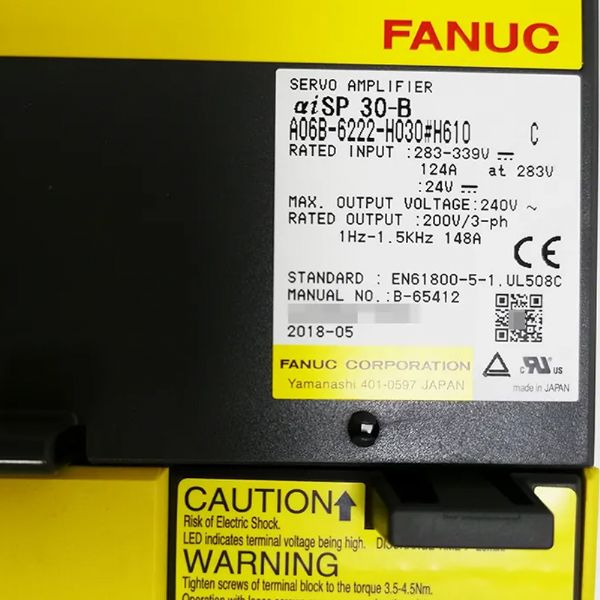 FANUC
SERVO AMPLIFIER
αiSP 30-B
A06B-6222-H030#H610 C
RATED INPUT :283-339V ⎓
124A at 283V
:24V ⎓
MAX. OUTPUT VOLTAGE:240V ~
RATED OUTPUT :200V/3-ph
1Hz-1.5KHz 148A
CE
STANDARD : EN61800-5-1,UL508C
MANUAL NO.:B-65412
2018-05
FANUC CORPORATION
Yamanashi 401-0597 JAPAN
c RU us
made in JAPAN
CAUTION
Risk of Electric Shock.
LED indicates terminal voltage being high.
WARNING
Tighten screws of terminal block to the torque 3.5-4.5Nm.